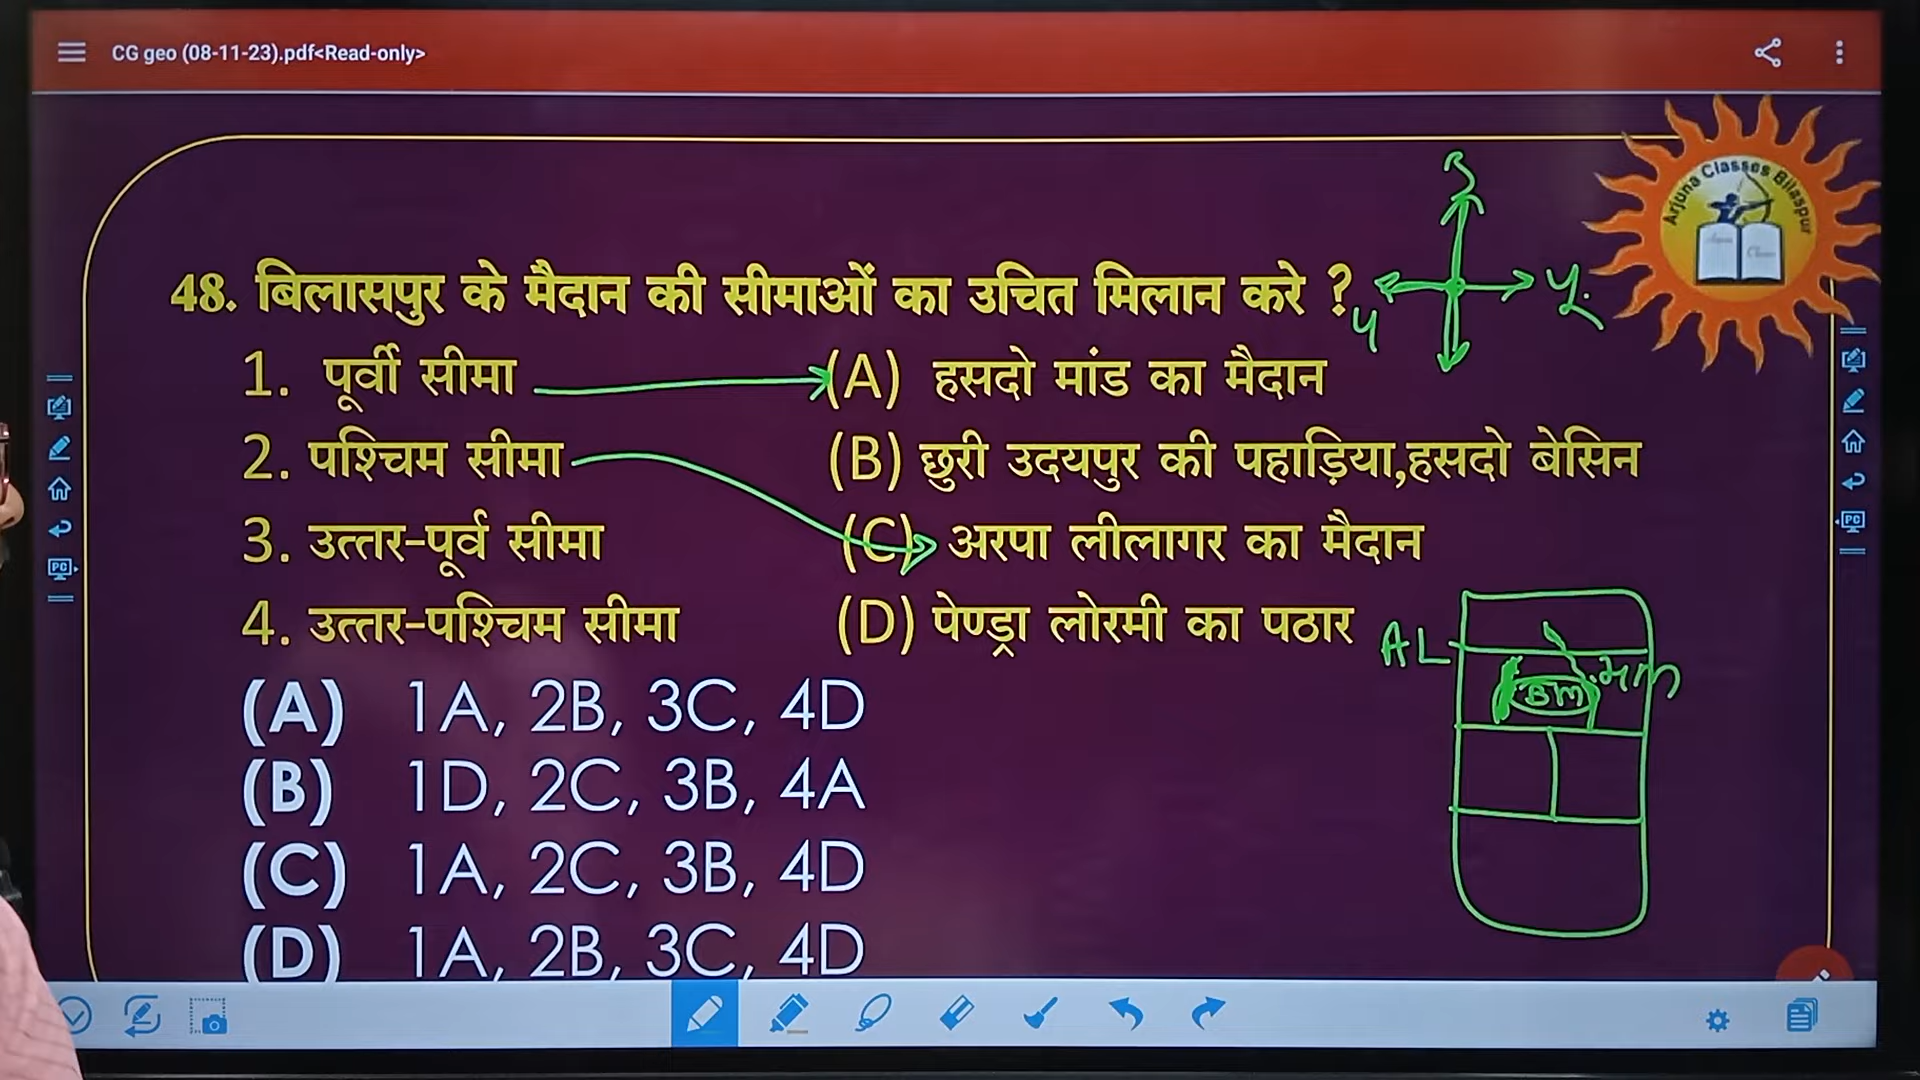 CG geo (08-11-23).pdf<Read-only>
Arjuna Classes Bilaspur
48. बिलासपुर के मैदान की सीमाओं का उचित मिलान करे ?
1. पूर्वी सीमा (A) हसदो मांड का मैदान
2. पश्चिम सीमा (B) छुरी उदयपुर की पहाड़िया,हसदो बेसिन
3. उत्तर-पूर्व सीमा (C) अरपा लीलागर का मैदान
4. उत्तर-पश्चिम सीमा (D) पेण्ड्रा लोरमी का पठार
AL
BM
(A) 1A, 2B, 3C, 4D
(B) 1D, 2C, 3B, 4A
(C) 1A, 2C, 3B, 4D
(D) 1A, 2B, 3C, 4D
PC
PC